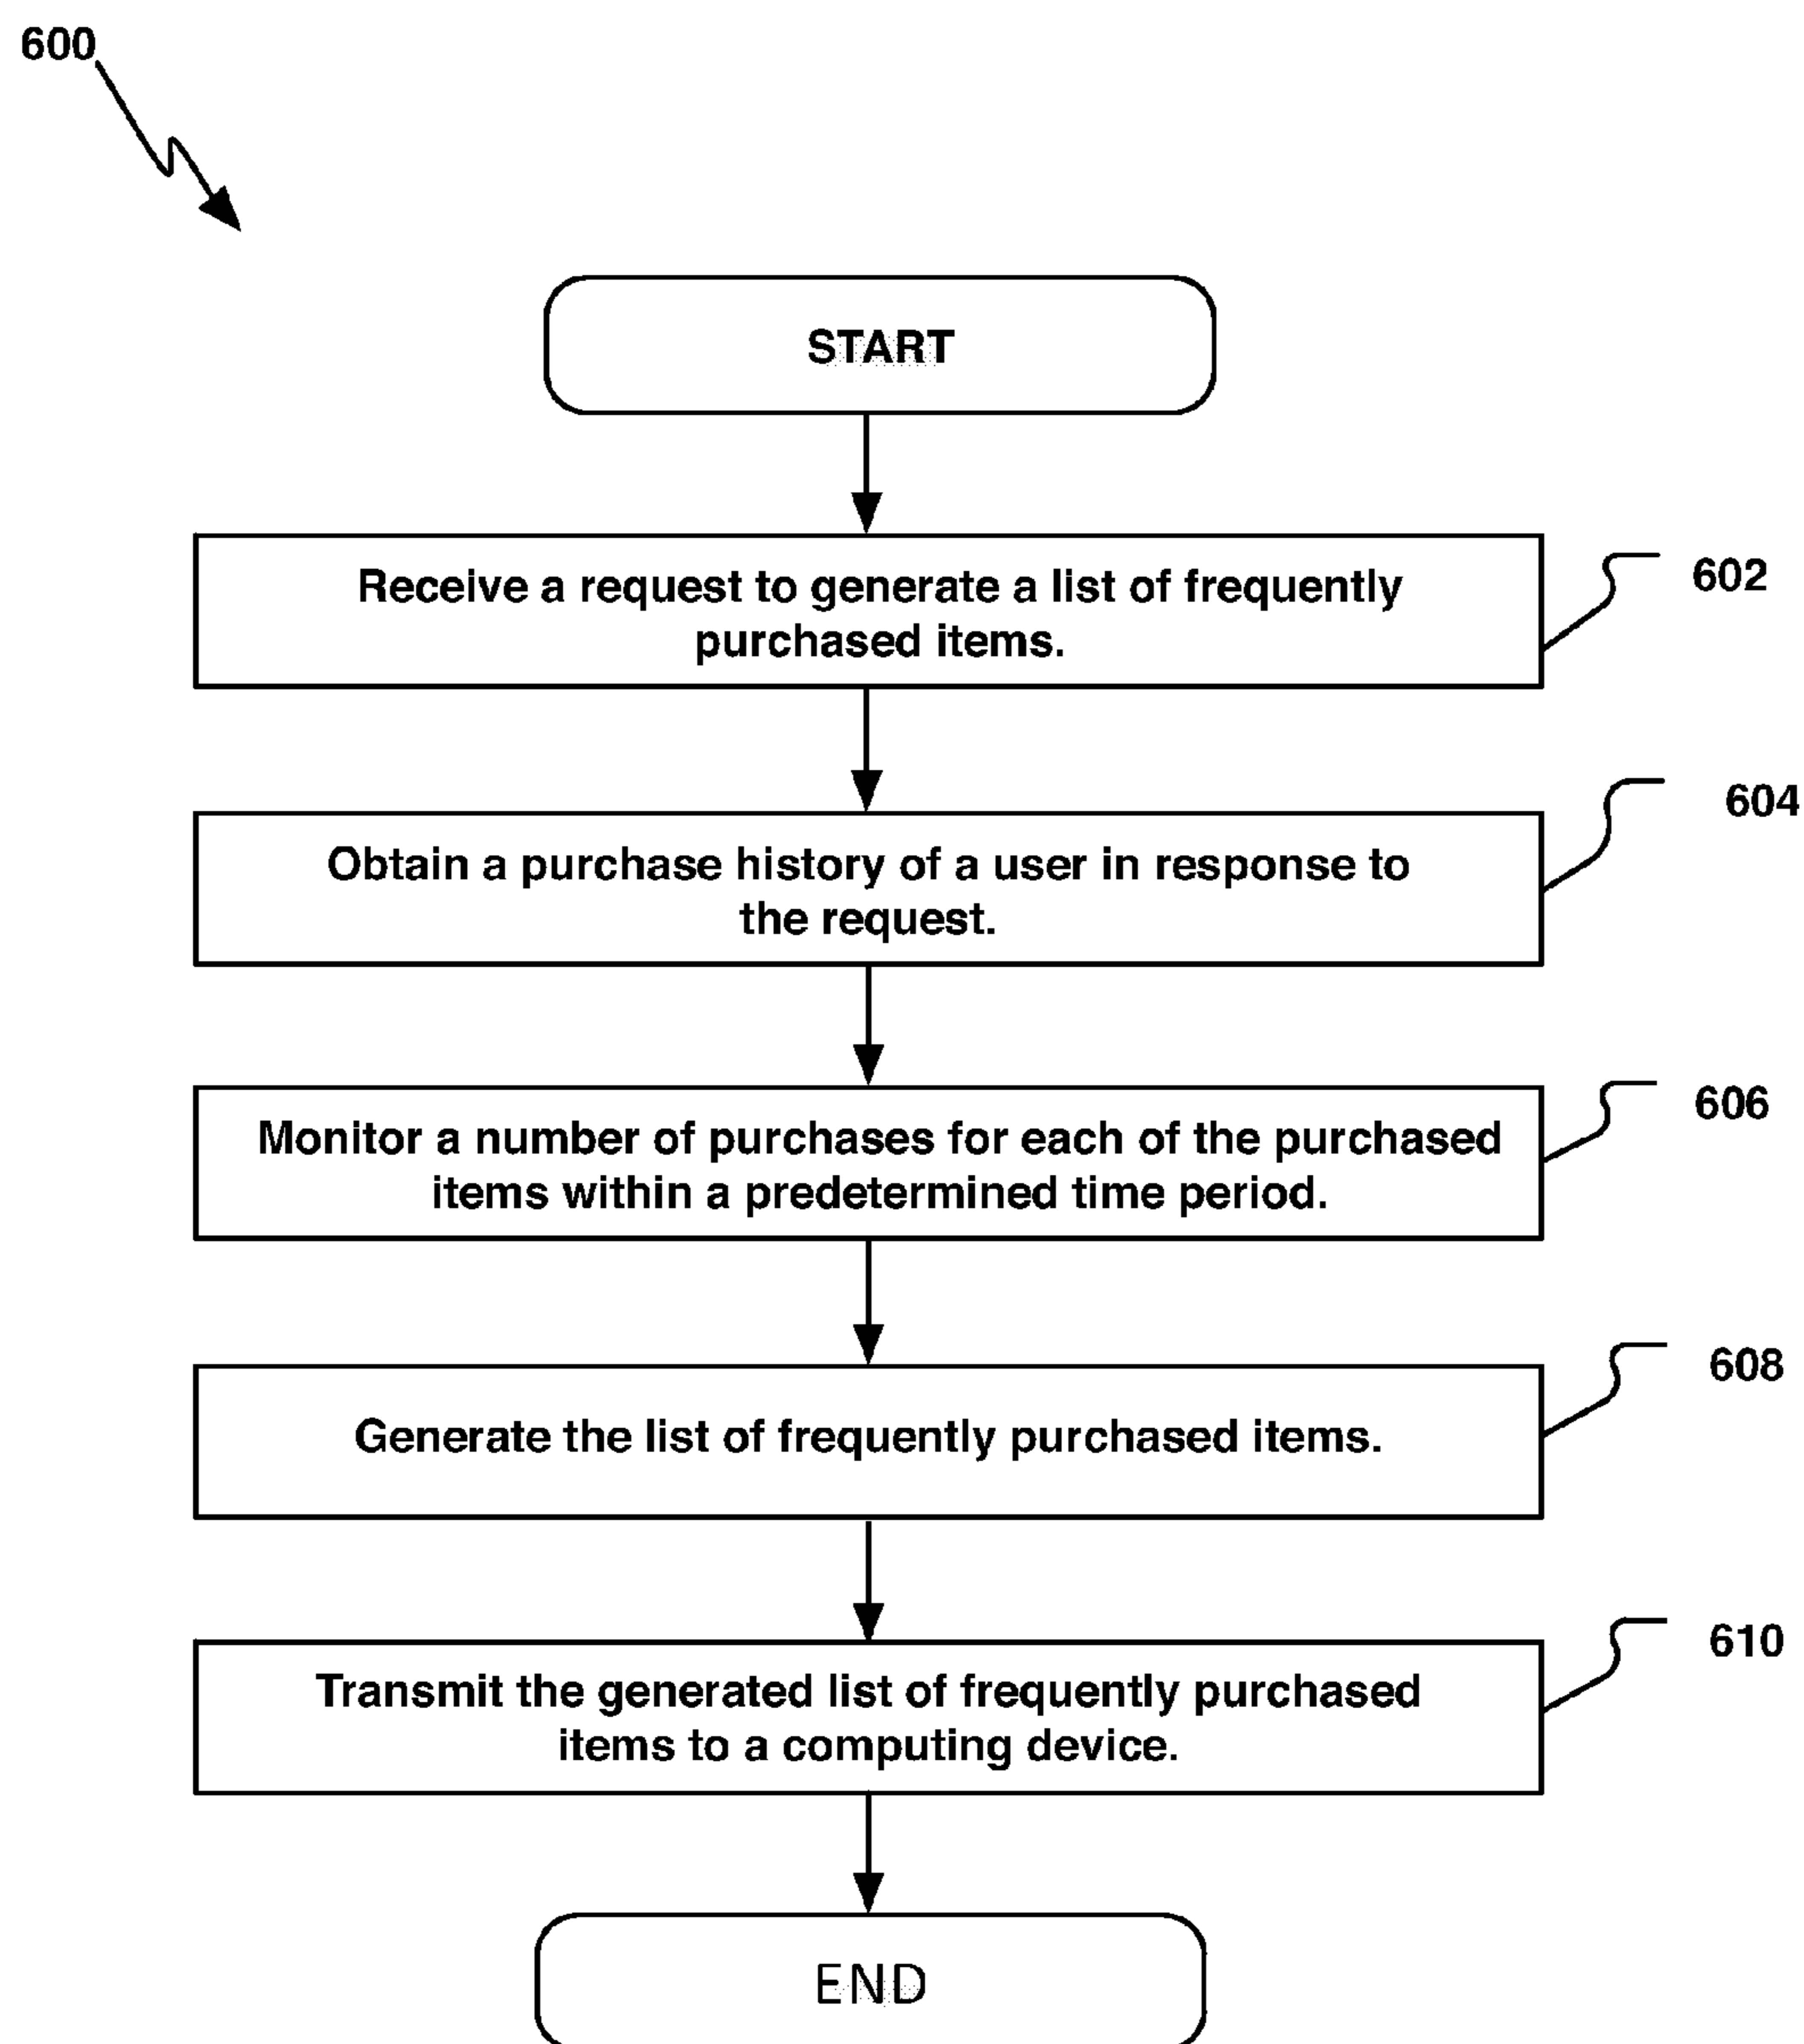 600
START
Receive a request to generate a list of frequently
purchased items.
602
Obtain a purchase history of a user in response to
the request.
604
Monitor a number of purchases for each of the purchased
items within a predetermined time period.
606
Generate the list of frequently purchased items.
608
Transmit the generated list of frequently purchased
items to a computing device.
610
END